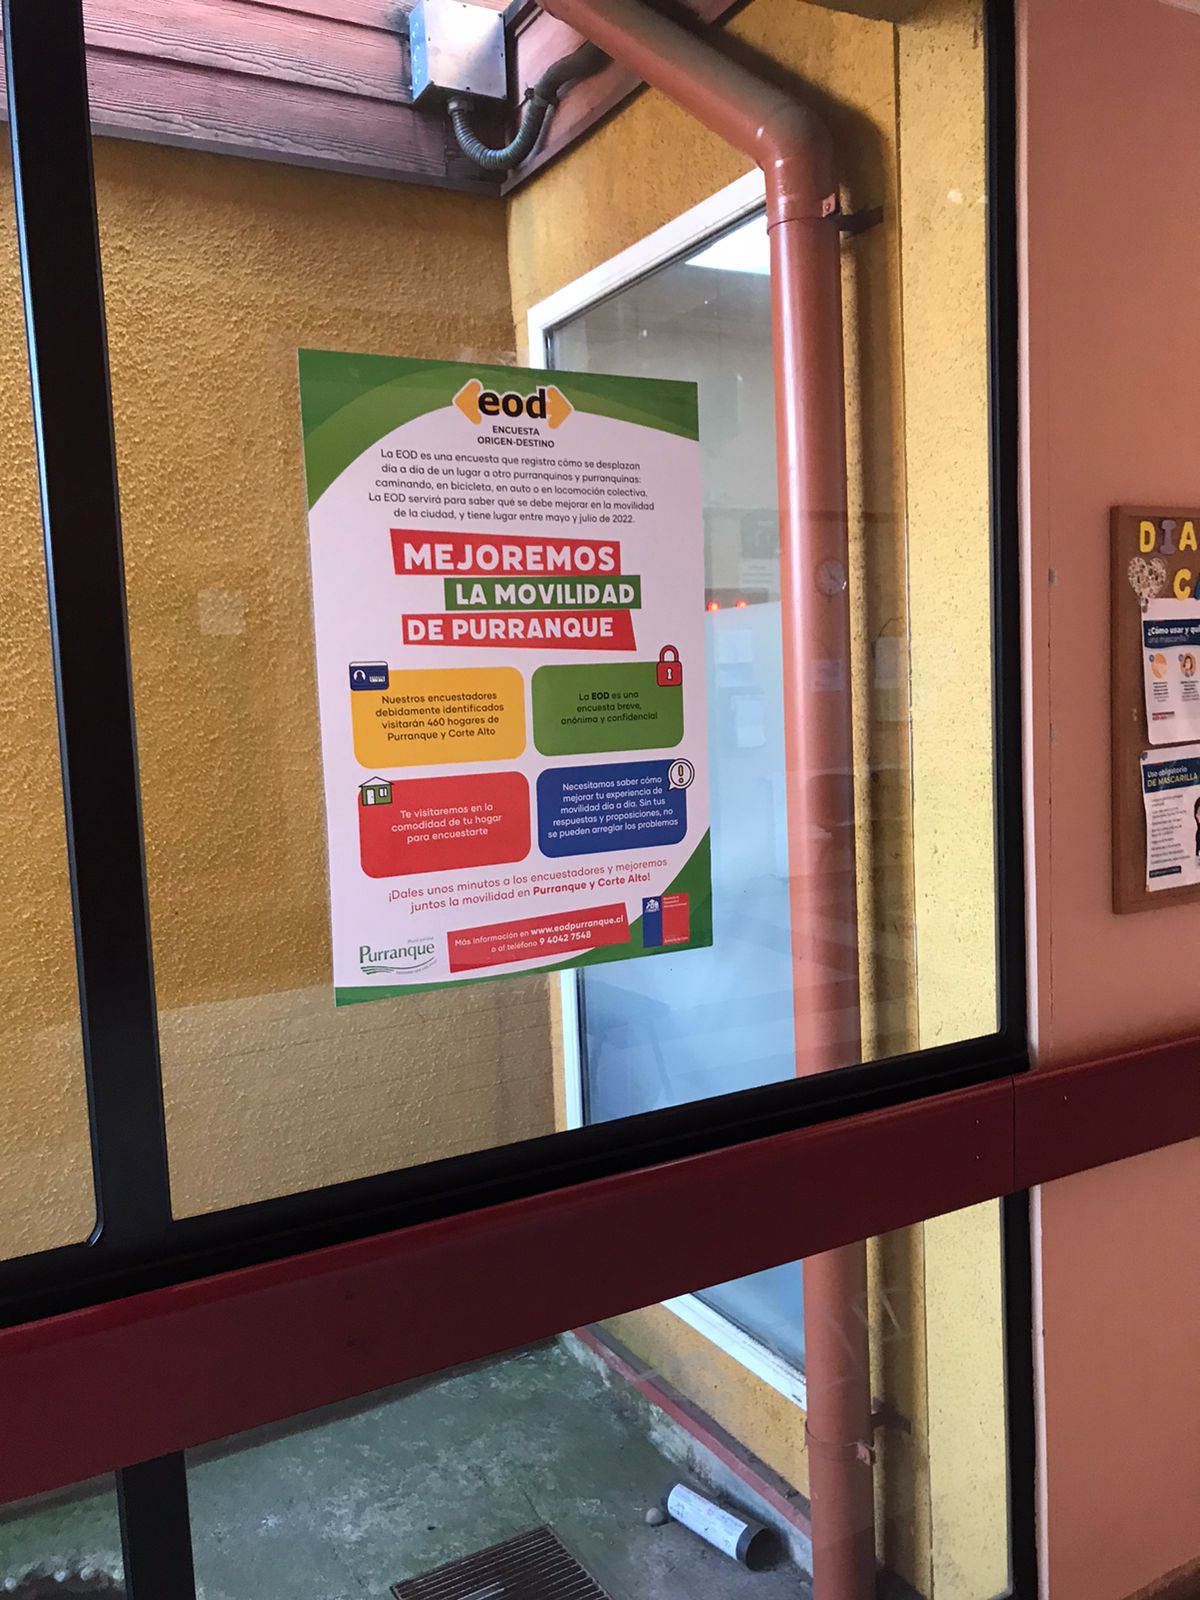 eod
ENCUESTA
ORIGEN-DESTINO
La EOD es una encuesta que registra cómo se desplazan
día a día de un lugar a otro purranquinos y purranquinas:
caminando, en bicicleta, en auto o en locomoción colectiva.
La EOD servirá para saber qué se debe mejorar en la movilidad
de la ciudad, y tiene lugar entre mayo y julio de 2022.
MEJOREMOS
LA MOVILIDAD
DE PURRANQUE
Nuestros encuestadores
debidamente identificados
visitarán 460 hogares de
Purranque y Corte Alto
La EOD es una
encuesta breve,
anónima y confidencial
Te visitaremos en la
comodidad de tu hogar
para encuestarte
Necesitamos saber cómo
mejorar tu experiencia de
movilidad día a día. Sin tus
respuestas y proposiciones, no
se pueden arreglar los problemas
¡Dales unos minutos a los encuestadores y mejoremos
juntos la movilidad en Purranque y Corte Alto!
Purranque
Más información en www.eodpurranque.cl
o al teléfono 9 4042 7548
DIA
¿Cómo usar y
una mascarilla?
Uso obligatorio
DE MASCARILLA